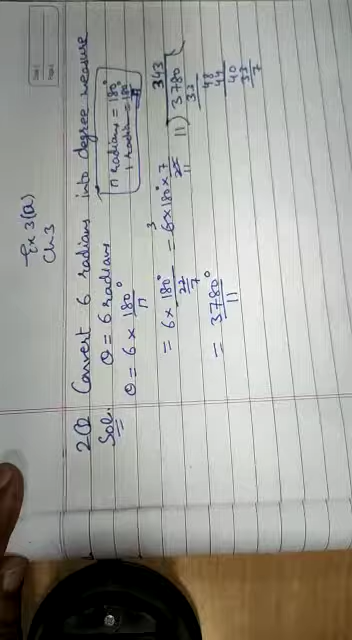 Ex 3(a)
Ch 3
2Q Convert 6 radians into degree measure
Sol. θ = 6 radians
π radians = 180°
1 radian = 180°/π
θ = 6 × 180°/π
= 6 × 180°/(22/7) = 6 × 180° × 7/22
3
11
= 3780°/11
343
11) 3780 (
33
48
44
40
33
7